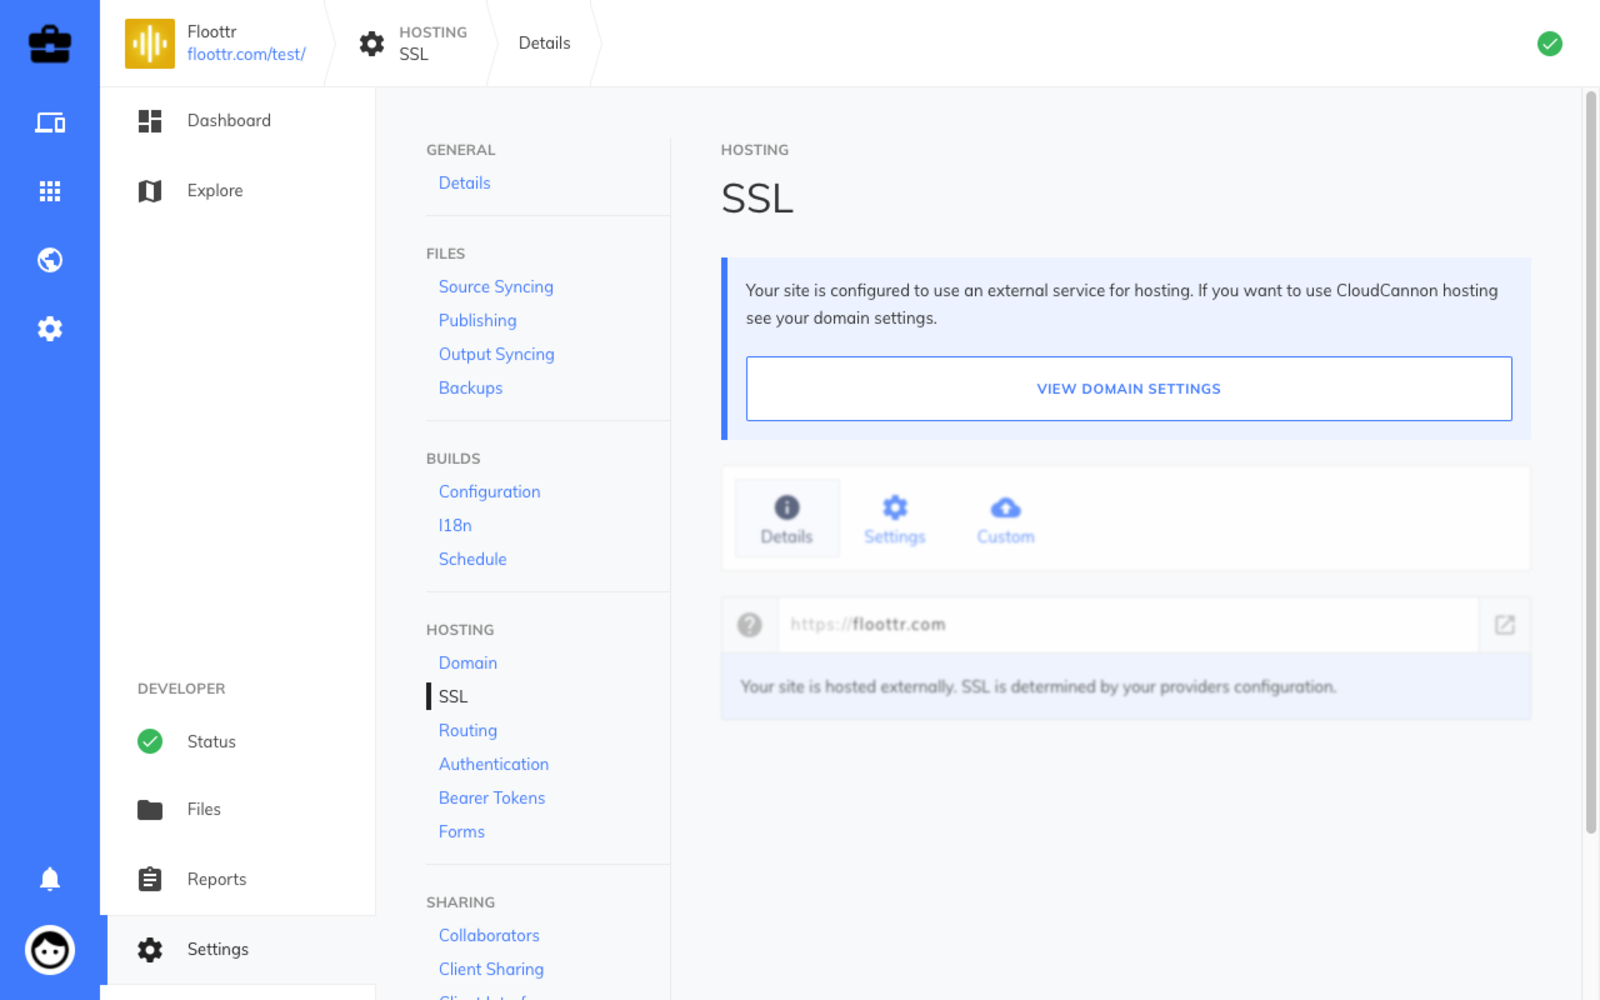 Floottr
floottr.com/test/
HOSTING
SSL
Details
Dashboard
Explore
DEVELOPER
Status
Files
Reports
Settings
GENERAL
Details
FILES
Source Syncing
Publishing
Output Syncing
Backups
BUILDS
Configuration
I18n
Schedule
HOSTING
Domain
SSL
Routing
Authentication
Bearer Tokens
Forms
SHARING
Collaborators
Client Sharing
HOSTING
SSL
Your site is configured to use an external service for hosting. If you want to use CloudCannon hosting
see your domain settings.
VIEW DOMAIN SETTINGS
Details
Settings
Custom
https://floottr.com
Your site is hosted externally. SSL is determined by your providers configuration.